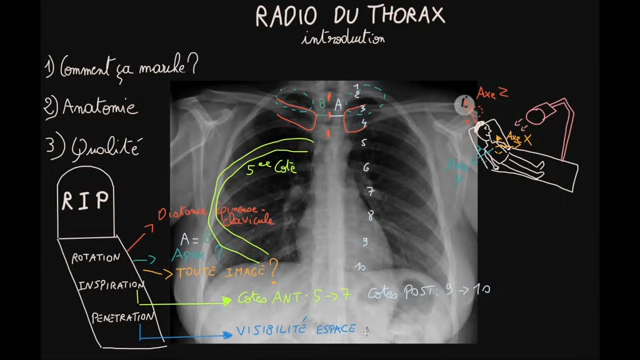 RADIO DU THORAX
introduction
1) Comment ça marche?
2) Anatomie
3) Qualité
RIP
ROTATION
INSPIRATION
PENETRATION
Distance épineuse-
clavicule
A =
Apex?
TOUTE IMAGE?
5ème Côte
Côtes ANT: 5 → 7
Côtes POST: 9 → 10
VISIBILITÉ ESPACE
B A
1
2
3
4
5
6
7
8
9
10
L
Axe Z
Axe X
Axe
Y